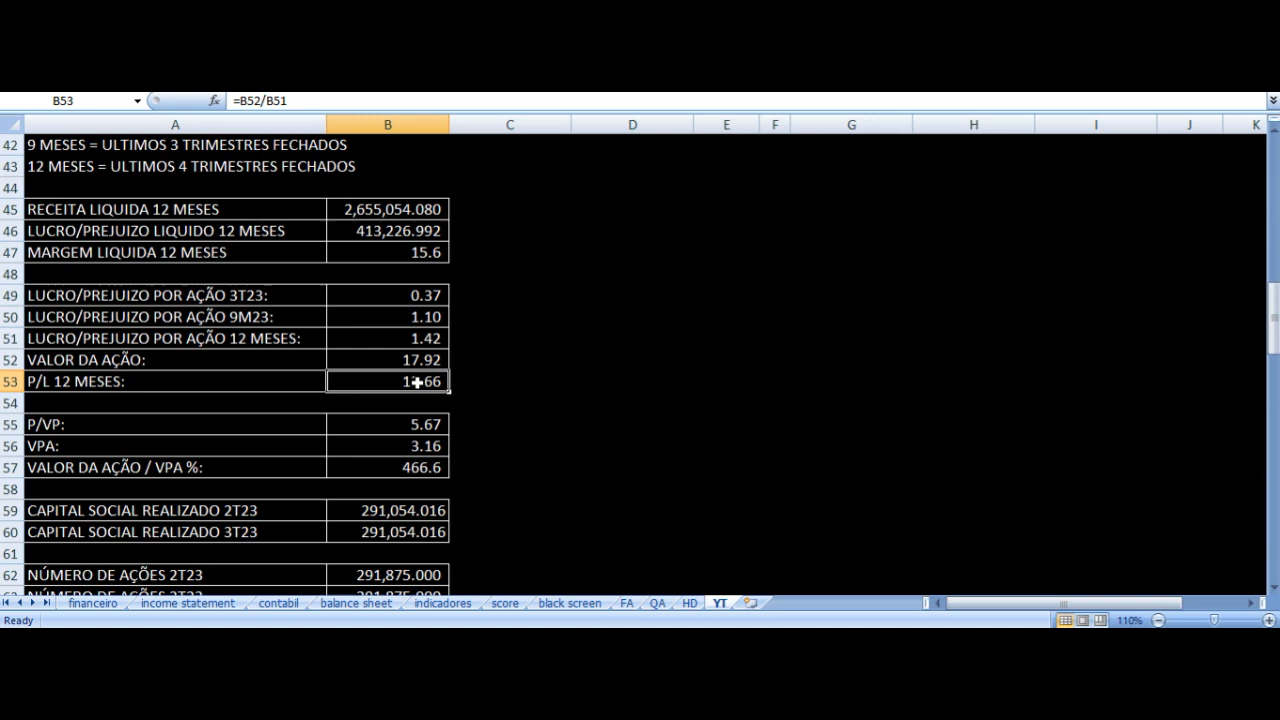 B53 fx =B52/B51
A B C D E F G H I J K
42 9 MESES = ULTIMOS 3 TRIMESTRES FECHADOS
43 12 MESES = ULTIMOS 4 TRIMESTRES FECHADOS
44
45 RECEITA LIQUIDA 12 MESES 2,655,054.080
46 LUCRO/PREJUIZO LIQUIDO 12 MESES 413,226.992
47 MARGEM LIQUIDA 12 MESES 15.6
48
49 LUCRO/PREJUIZO POR AÇÃO 3T23: 0.37
50 LUCRO/PREJUIZO POR AÇÃO 9M23: 1.10
51 LUCRO/PREJUIZO POR AÇÃO 12 MESES: 1.42
52 VALOR DA AÇÃO: 17.92
53 P/L 12 MESES:
54
55 P/VP: 5.67
56 VPA: 3.16
57 VALOR DA AÇÃO / VPA %: 466.6
58
59 CAPITAL SOCIAL REALIZADO 2T23 291,054.016
60 CAPITAL SOCIAL REALIZADO 3T23 291,054.016
61
62 NÚMERO DE AÇÕES 2T23 291,875.000
financeiro income statement contabil balance sheet indicadores score black screen FA QA HD YT
Ready 110%